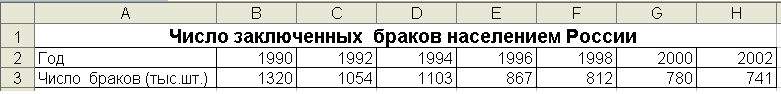 A B C D E F G H
1 Число заключенных браков населением России
2 Год 1990 1992 1994 1996 1998 2000 2002
3 Число браков (тыс.шт.) 1320 1054 1103 867 812 780 741